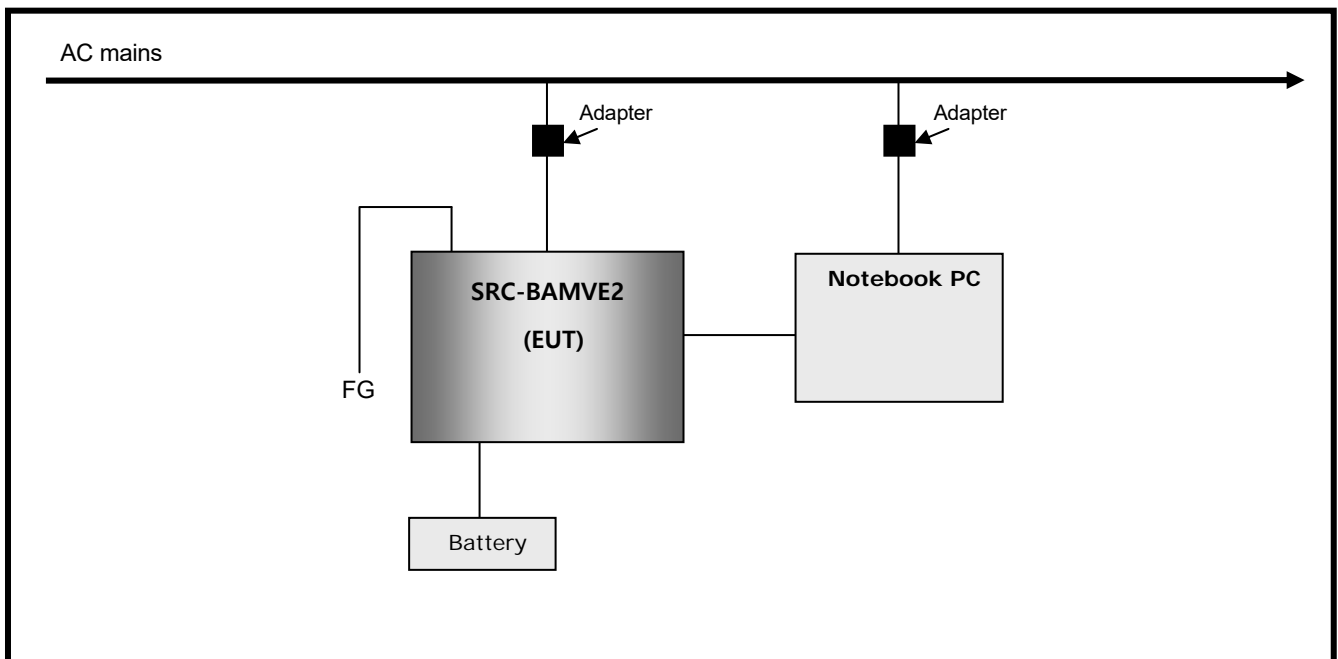 AC mains
Adapter
Adapter
SRC-BAMVE2
(EUT)
Notebook PC
FG
Battery